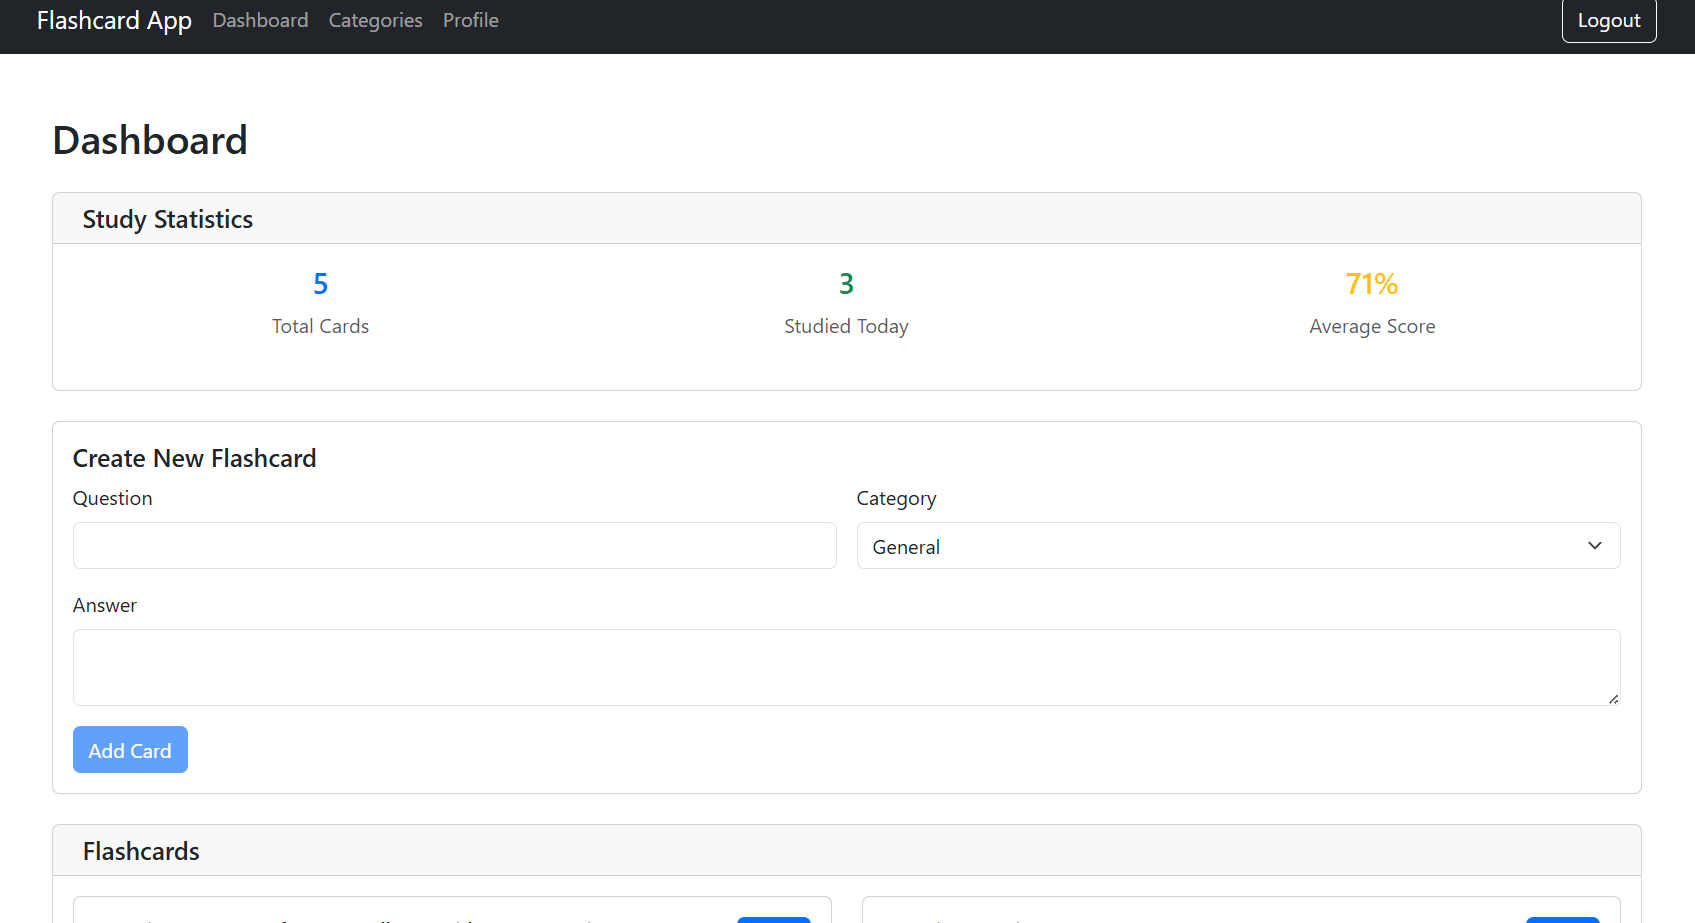 Flashcard App Dashboard Categories Profile Logout
Dashboard
Study Statistics
5 3 71%
Total Cards Studied Today Average Score
Create New Flashcard
Question Category
General
Answer
Add Card
Flashcards